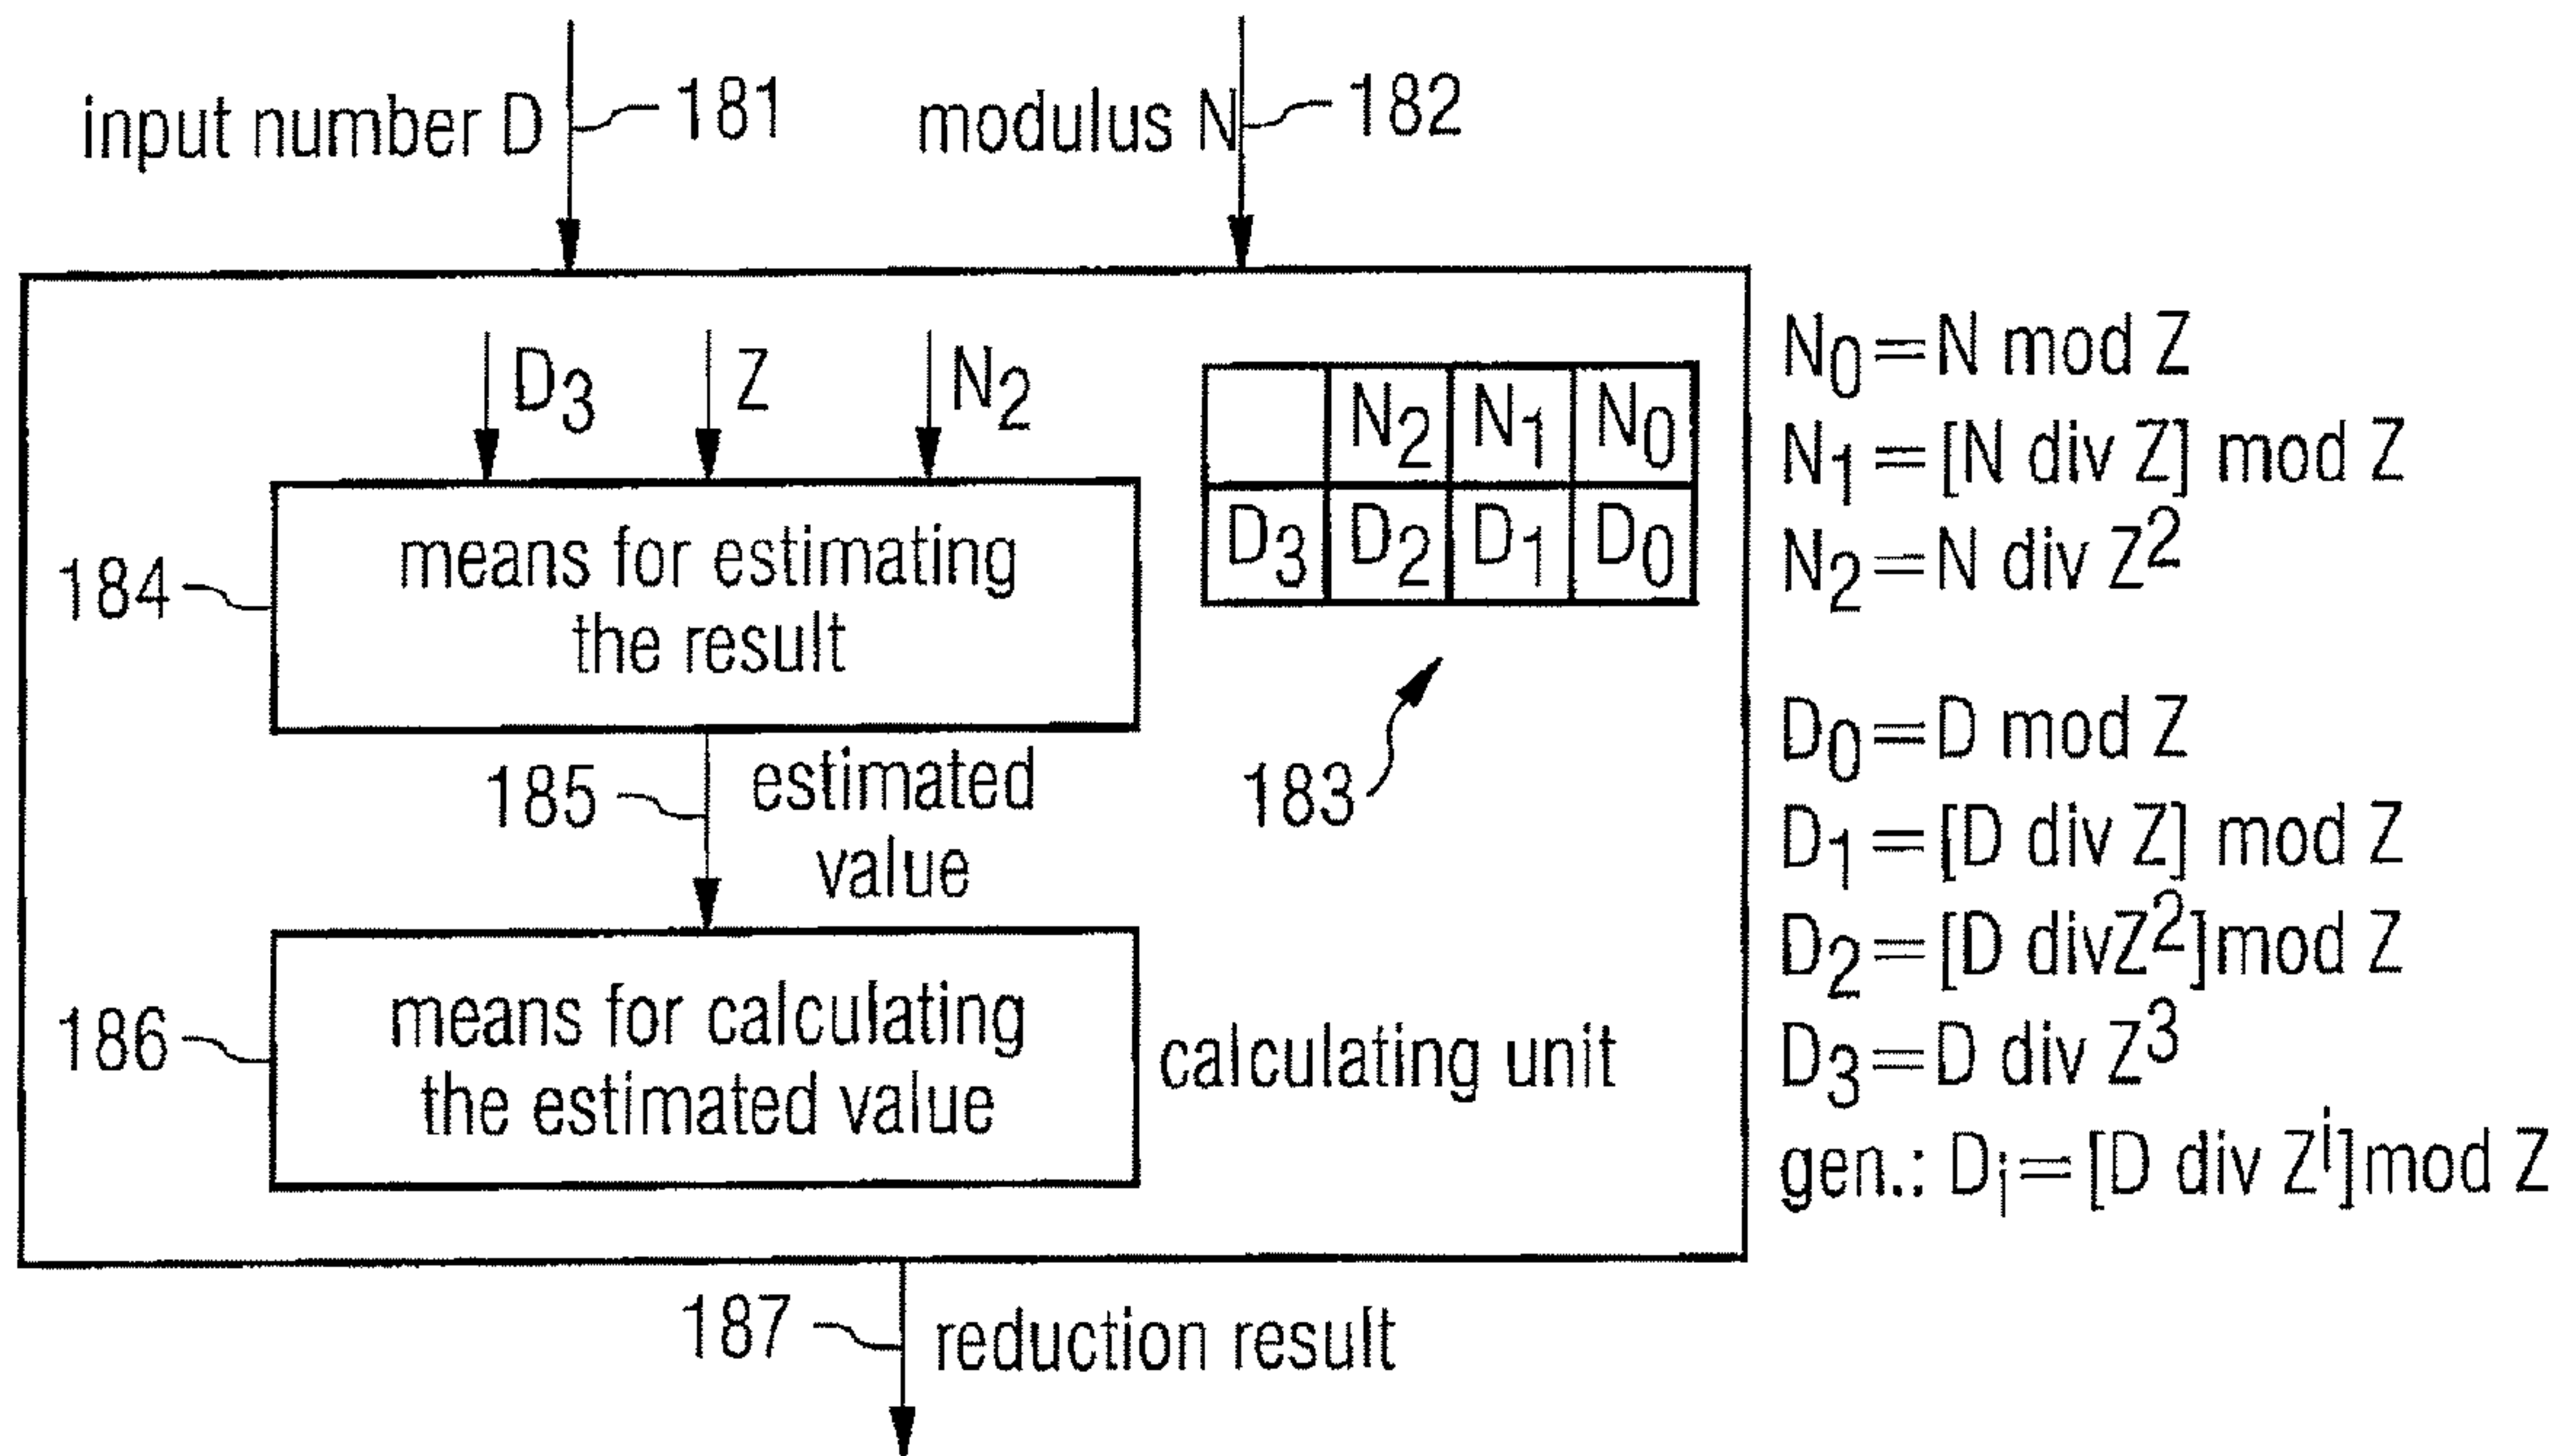 input number D
181
modulus N
182
D₃
Z
N₂
N₂ N₁ N₀
D₃ D₂ D₁ D₀
184
means for estimating
the result
183
185
estimated
value
186
means for calculating
the estimated value
calculating unit
187
reduction result
N₀=N mod Z
N₁=[N div Z] mod Z
N₂=N div Z²
D₀=D mod Z
D₁=[D div Z] mod Z
D₂=[D divZ²]mod Z
D₃=D div Z³
gen.: Dᵢ=[D div Zⁱ]mod Z